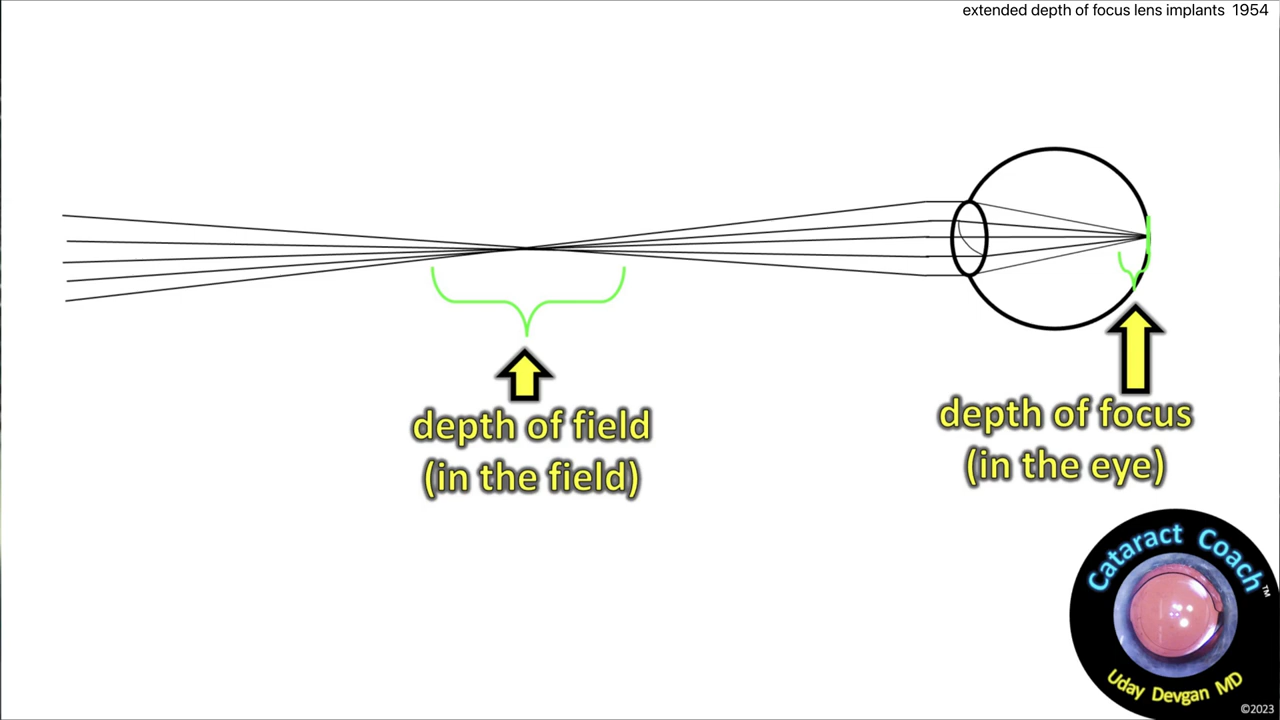 extended depth of focus lens implants 1954
depth of field
(in the field)
depth of focus
(in the eye)
Cataract Coach™
Uday Devgan MD
©2023